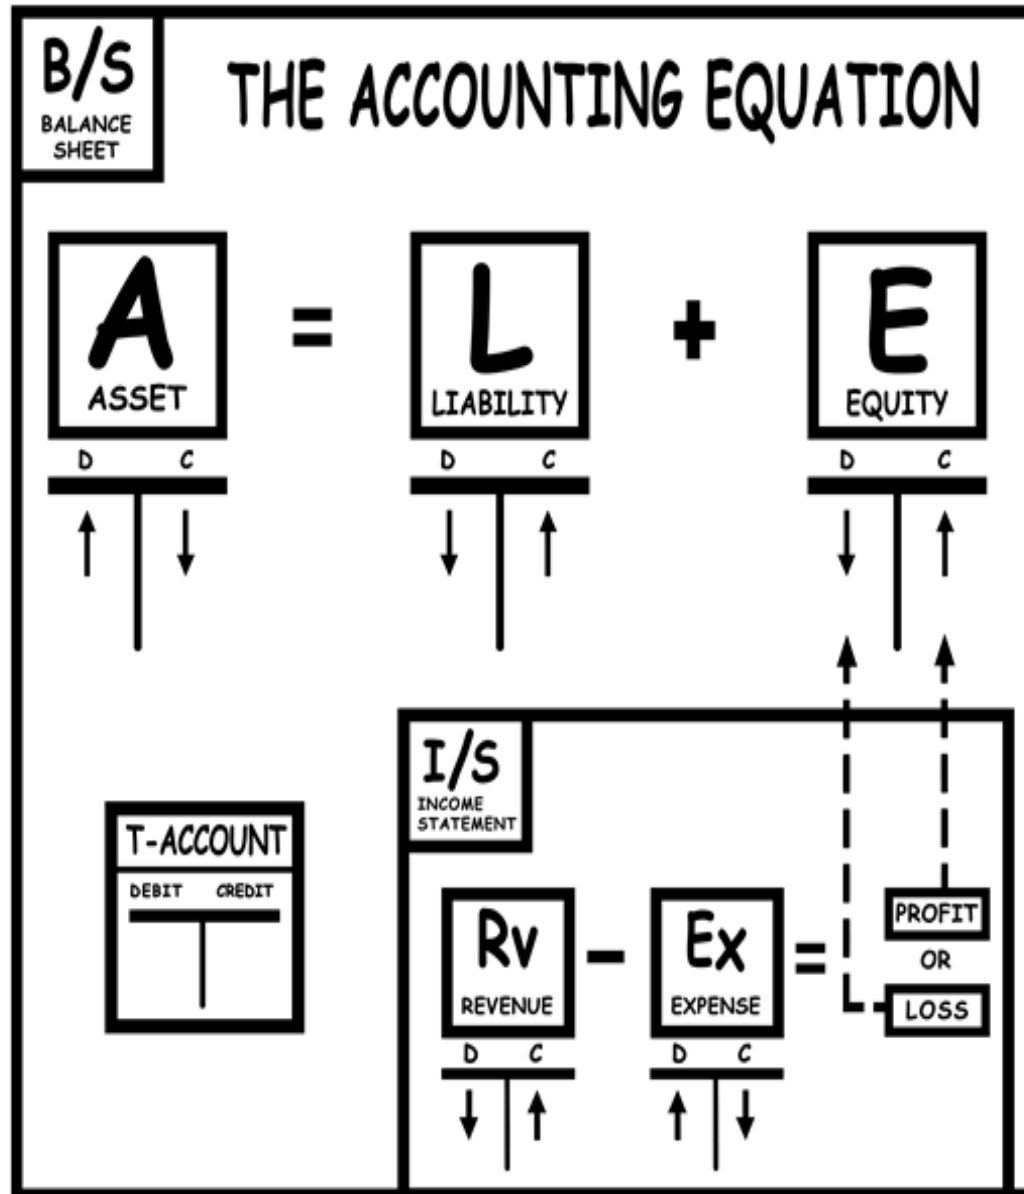 B/S
BALANCE
SHEET
THE ACCOUNTING EQUATION
A = L + E
ASSET LIABILITY EQUITY
D C D C D C
I/S
INCOME
STATEMENT
T-ACCOUNT
DEBIT CREDIT
Rv - Ex =
REVENUE EXPENSE
PROFIT
OR
LOSS
D C D C